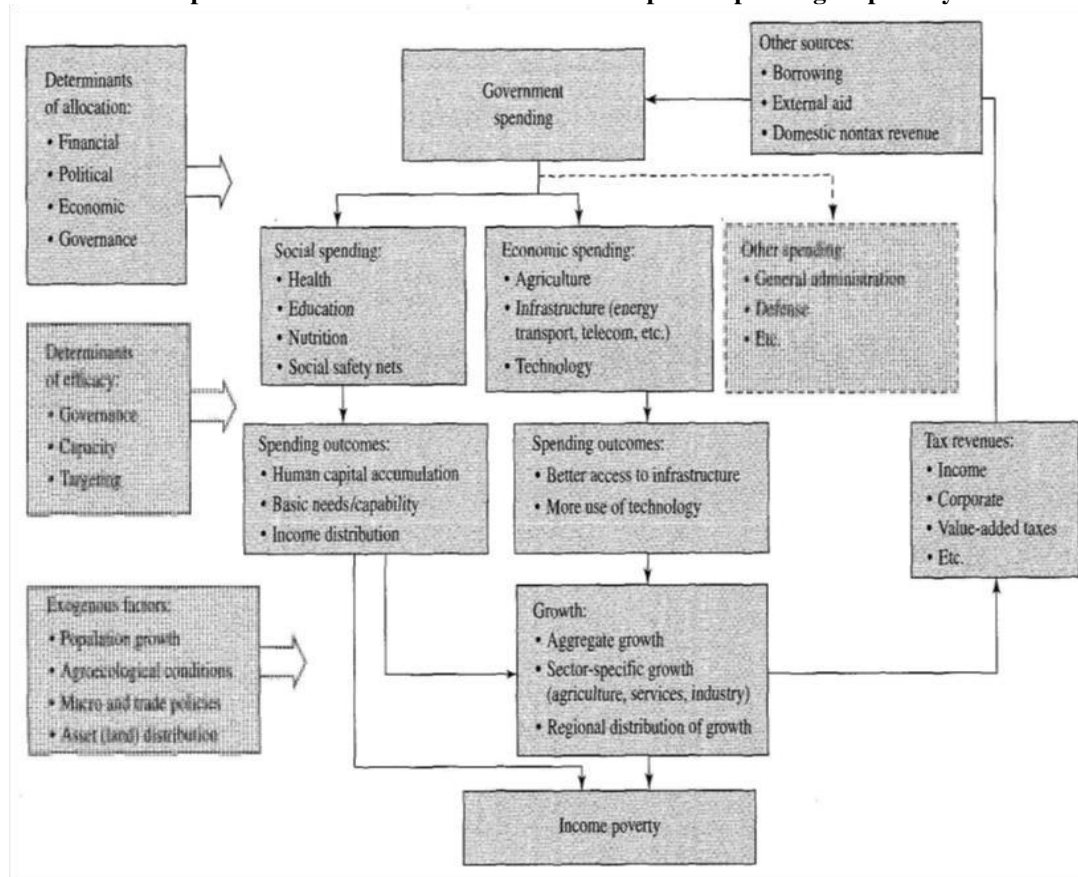 Determinants
of allocation:
• Financial
• Political
• Economic
• Governance
Government
spending
Other sources:
• Borrowing
• External aid
• Domestic nontax revenue
Social spending:
• Health
• Education
• Nutrition
• Social safety nets
Economic spending:
• Agriculture
• Infrastructure (energy
transport, telecom, etc.)
• Technology
Other spending:
• General administration
• Defense
• Etc.
Determinants
of efficacy:
• Governance
• Capacity
• Targeting
Spending outcomes:
• Human capital accumulation
• Basic needs/capability
• Income distribution
Spending outcomes:
• Better access to infrastructure
• More use of technology
Tax revenues:
• Income
• Corporate
• Value-added taxes
• Etc.
Exogenous factors:
• Population growth
• Agroecological conditions
• Macro and trade policies
• Asset (land) distribution
Growth:
• Aggregate growth
• Sector-specific growth
(agriculture, services, industry)
• Regional distribution of growth
Income poverty